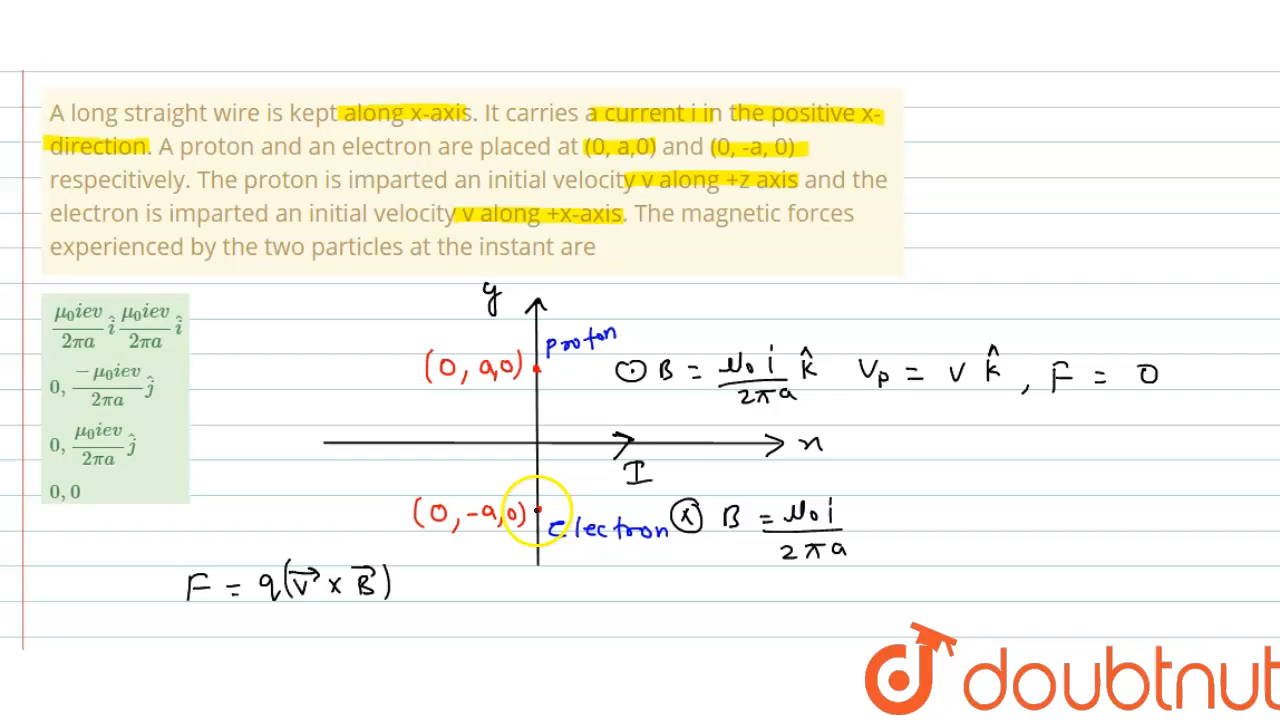 A long straight wire is kept along x-axis. It carries a current i in the positive x-
direction. A proton and an electron are placed at (0, a,0) and (0, -a, 0)
respecitively. The proton is imparted an initial velocity v along +z axis and the
electron is imparted an initial velocity v along +x-axis. The magnetic forces
experienced by the two particles at the instant are
μ₀iev/2πa î μ₀iev/2πa î
0, -μ₀iev/2πa ĵ
0, μ₀iev/2πa ĵ
0, 0
y
Proton
(0, a,0) ⊙ B = μ₀ i/2πa k̂ Vp = v k̂, F = 0
x
I
(0, -a,0) Electron ⊗ B = μ₀ i/2πa
F = q(v⃗ × B⃗)
doubtnut